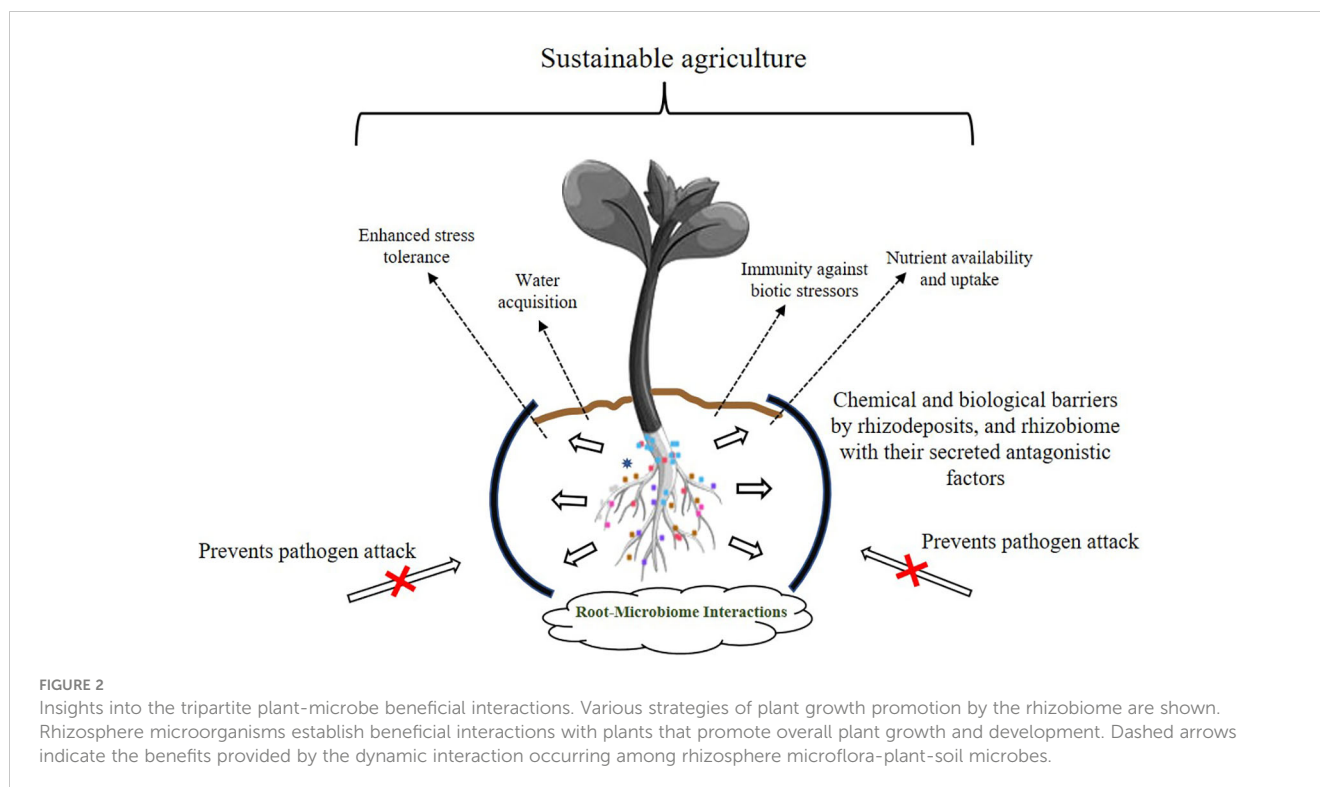 Sustainable agriculture
Enhanced stress
tolerance
Water
acquisition
Immunity against
biotic stressors
Nutrient availability
and uptake
Chemical and biological barriers
by rhizodeposits, and rhizobiome
with their secreted antagonistic
factors
Prevents pathogen attack
Prevents pathogen attack
Root-Microbiome Interactions
FIGURE 2
Insights into the tripartite plant-microbe beneficial interactions. Various strategies of plant growth promotion by the rhizobiome are shown.
Rhizosphere microorganisms establish beneficial interactions with plants that promote overall plant growth and development. Dashed arrows
indicate the benefits provided by the dynamic interaction occurring among rhizosphere microflora-plant-soil microbes.